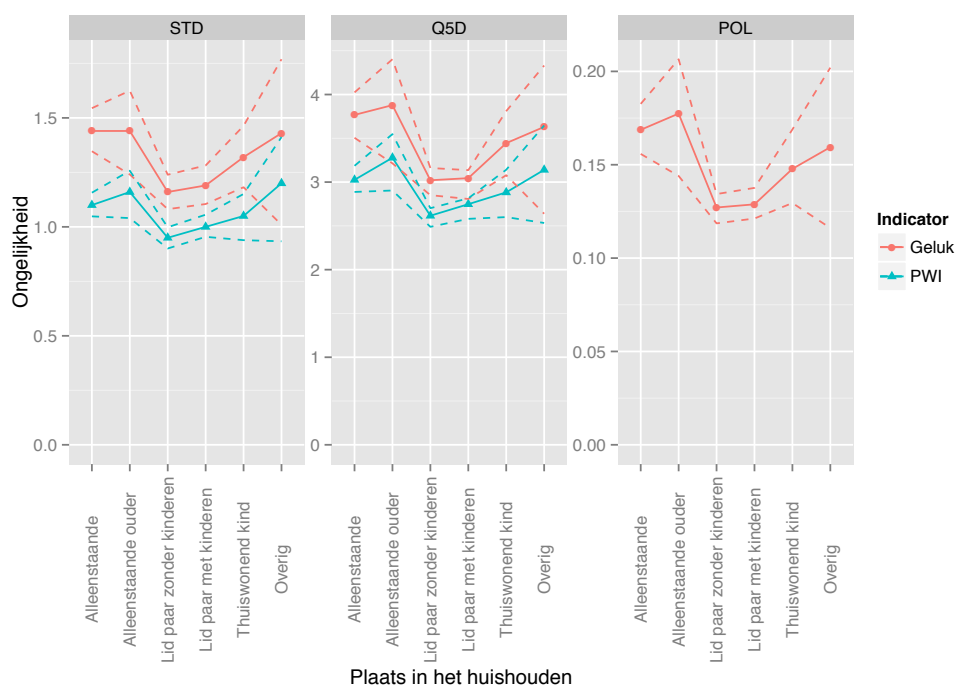 STD
Q5D
POL
Ongelijkheid
1.5
1.0
0.5
0.0
4
3
2
1
0
0.20
0.15
0.10
0.05
0.00
Alleenstaande
Alleenstaande ouder
Lid paar zonder kinderen
Lid paar met kinderen
Thuiswonend kind
Overig
Alleenstaande
Alleenstaande ouder
Lid paar zonder kinderen
Lid paar met kinderen
Thuiswonend kind
Overig
Alleenstaande
Alleenstaande ouder
Lid paar zonder kinderen
Lid paar met kinderen
Thuiswonend kind
Overig
Plaats in het huishouden
Indicator
Geluk
PWI